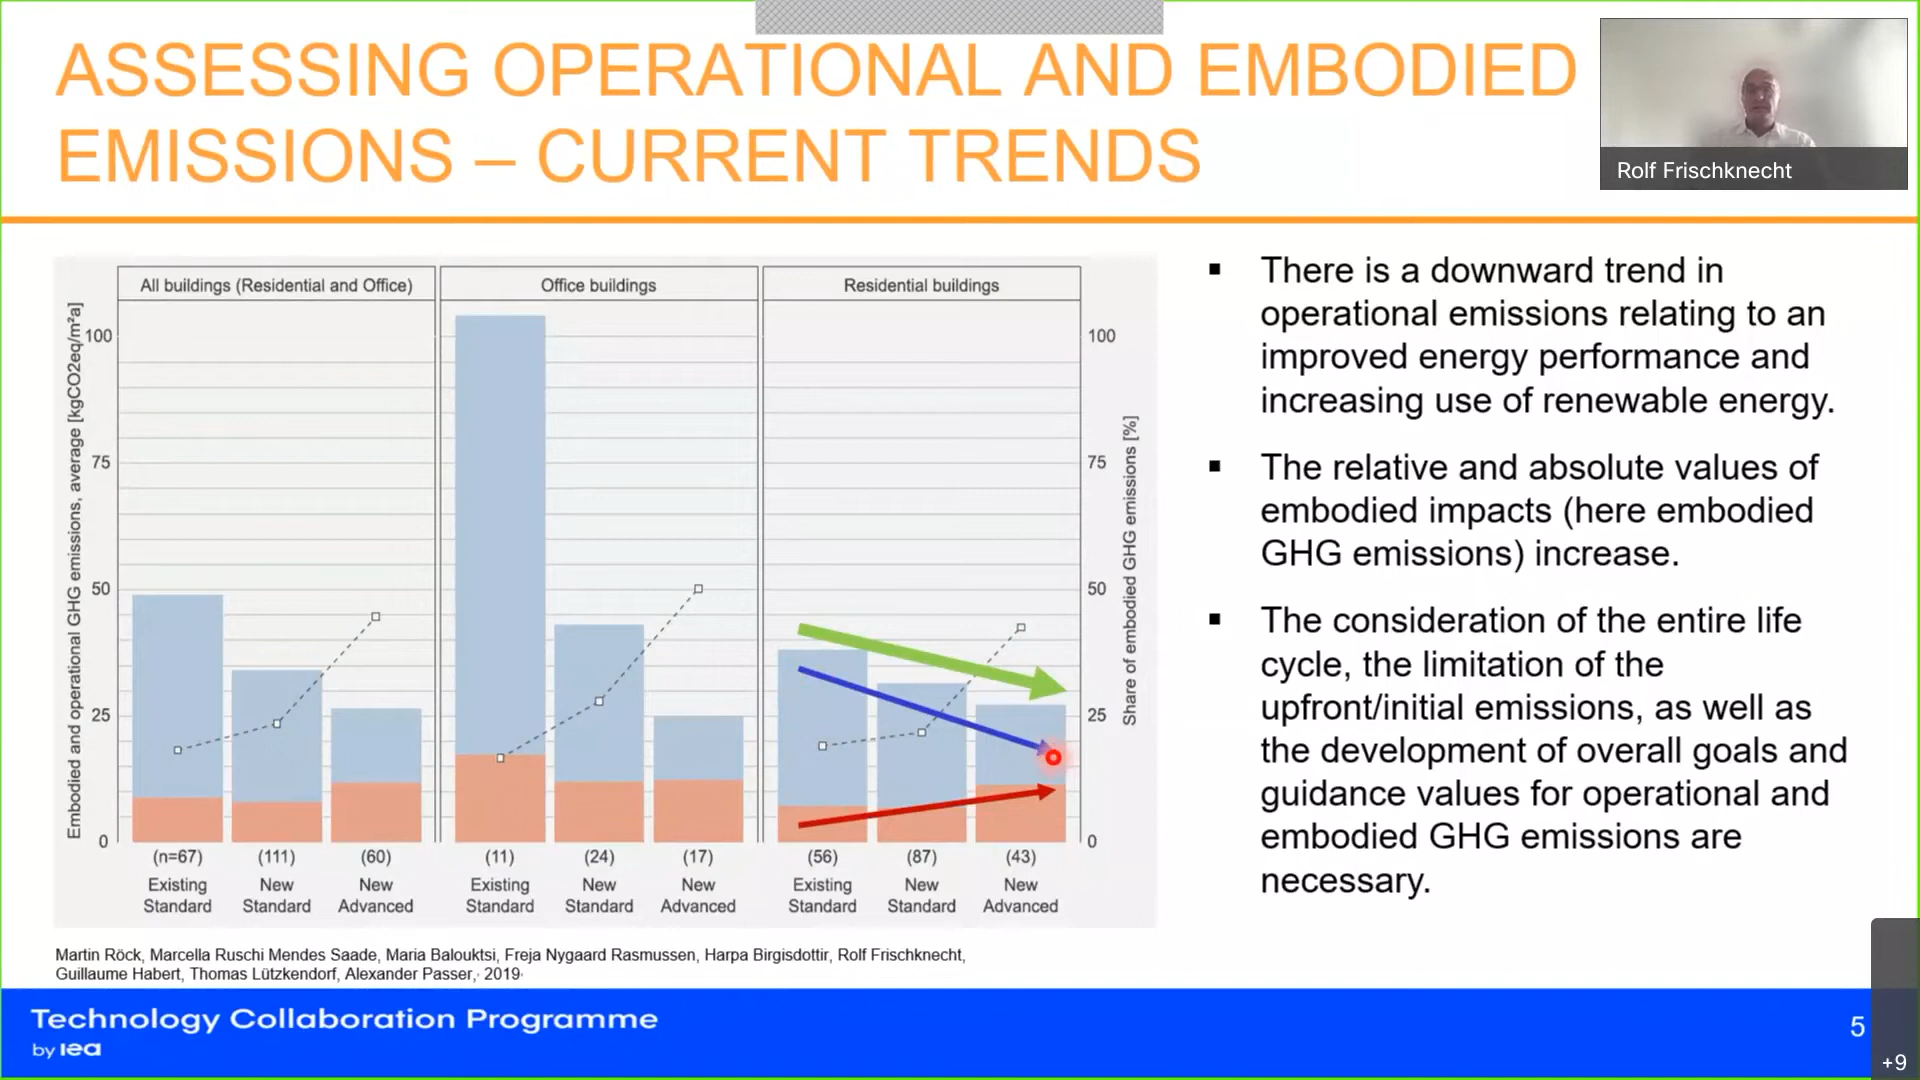 ASSESSING OPERATIONAL AND EMBODIED
EMISSIONS – CURRENT TRENDS
Rolf Frischknecht
All buildings (Residential and Office)
Office buildings
Residential buildings
Embodied and operational GHG emissions, average [kgCO2eq/m²a]
100
75
50
25
0
100
75
50
25
0
Share of embodied GHG emissions [%]
(n=67)
(111)
(60)
(11)
(24)
(17)
(56)
(87)
(43)
Existing
Standard
New
Standard
New
Advanced
Existing
Standard
New
Standard
New
Advanced
Existing
Standard
New
Standard
New
Advanced
▪ There is a downward trend in
operational emissions relating to an
improved energy performance and
increasing use of renewable energy.
▪ The relative and absolute values of
embodied impacts (here embodied
GHG emissions) increase.
▪ The consideration of the entire life
cycle, the limitation of the
upfront/initial emissions, as well as
the development of overall goals and
guidance values for operational and
embodied GHG emissions are
necessary.
Martin Röck, Marcella Ruschi Mendes Saade, Maria Balouktsi, Freja Nygaard Rasmussen, Harpa Birgisdottir, Rolf Frischknecht,
Guillaume Habert, Thomas Lützkendorf, Alexander Passer, 2019
Technology Collaboration Programme
by iea
5
+9